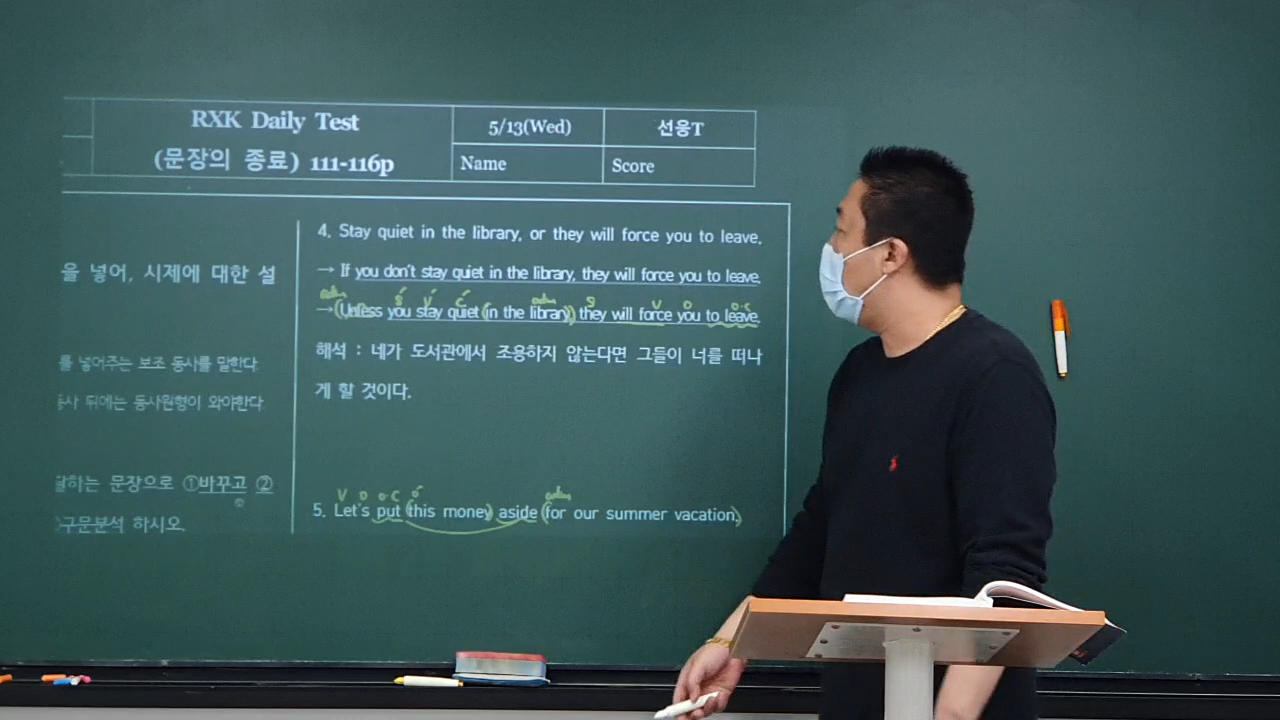 RXK Daily Test
(문장의 종료) 111-116p
5/13(Wed)
선웅T
Name
Score
을 넣어, 시제에 대한 설
를 넣어주는 보조 동사를 말한다.
동사 뒤에는 동사원형이 와야한다.
하는 문장으로 ①바꾸고 ②
구문분석 하시오.
4. Stay quiet in the library, or they will force you to leave.
→ If you don't stay quiet in the library, they will force you to leave.
S V C S V O O·C
→ (Unless you stay quiet (in the library)) they will force you to leave.
해석 : 네가 도서관에서 조용하지 않는다면 그들이 너를 떠나
게 할 것이다.
V O O·C O
5. Let's put (this money) aside (for our summer vacation.)